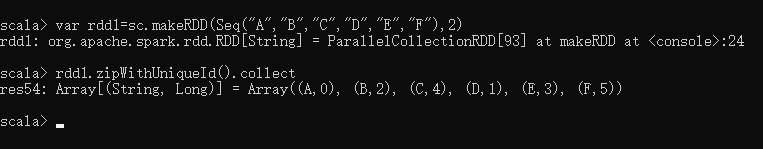 scala> var rdd1=sc.makeRDD(Seq("A","B","C","D","E","F"),2)
rdd1: org.apache.spark.rdd.RDD[String] = ParallelCollectionRDD[93] at makeRDD at <console>:24
scala> rdd1.zipWithUniqueId().collect
res54: Array[(String, Long)] = Array((A,0), (B,2), (C,4), (D,1), (E,3), (F,5))
scala> _